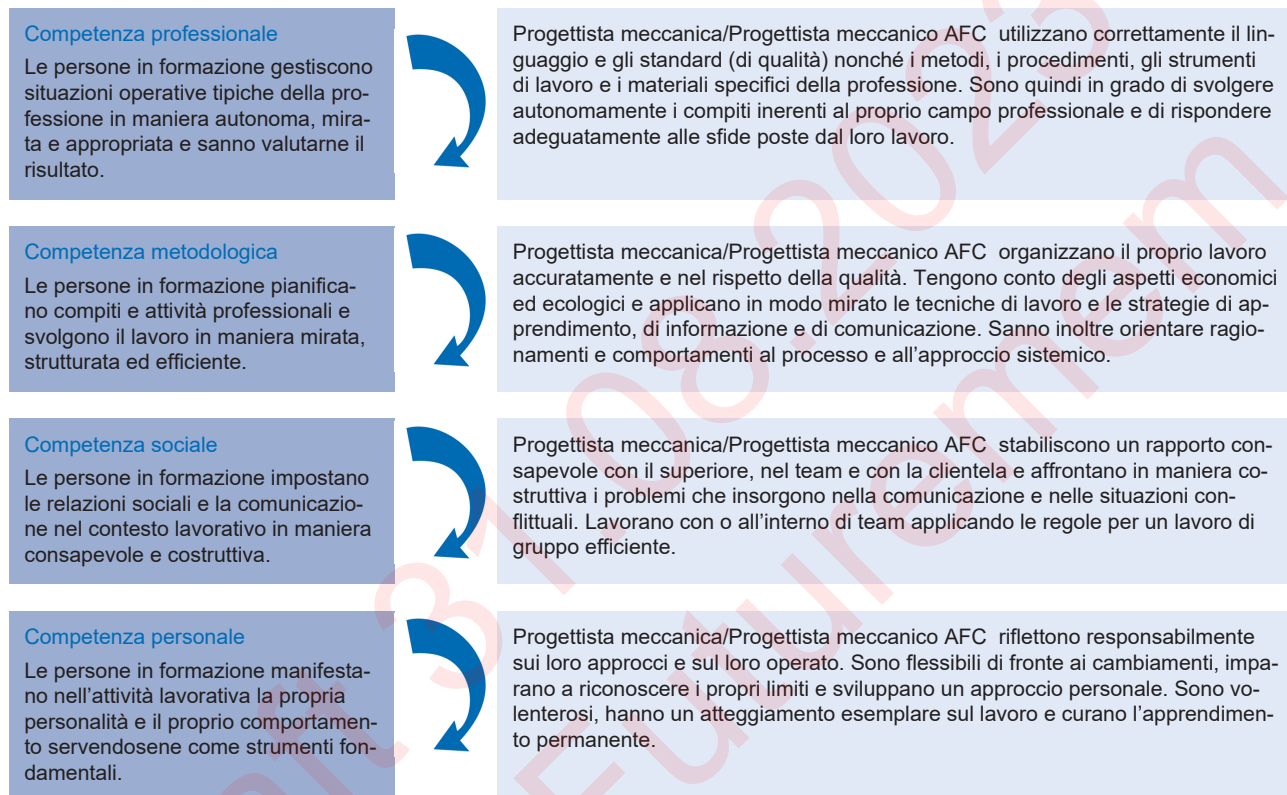 Competenza professionale
Le persone in formazione gestiscono
situazioni operative tipiche della pro-
fessione in maniera autonoma, mira-
ta e appropriata e sanno valutarne il
risultato.
Progettista meccanica/Progettista meccanico AFC utilizzano correttamente il lin-
guaggio e gli standard (di qualità) nonché i metodi, i procedimenti, gli strumenti
di lavoro e i materiali specifici della professione. Sono quindi in grado di svolgere
autonomamente i compiti inerenti al proprio campo professionale e di rispondere
adeguatamente alle sfide poste dal loro lavoro.
Competenza metodologica
Le persone in formazione pianifica-
no compiti e attività professionali e
svolgono il lavoro in maniera mirata,
strutturata ed efficiente.
Progettista meccanica/Progettista meccanico AFC organizzano il proprio lavoro
accuratamente e nel rispetto della qualità. Tengono conto degli aspetti economici
ed ecologici e applicano in modo mirato le tecniche di lavoro e le strategie di ap-
prendimento, di informazione e di comunicazione. Sanno inoltre orientare ragio-
namenti e comportamenti al processo e all'approccio sistemico.
Competenza sociale
Le persone in formazione impostano
le relazioni sociali e la comunicazio-
ne nel contesto lavorativo in maniera
consapevole e costruttiva.
Progettista meccanica/Progettista meccanico AFC stabiliscono un rapporto con-
sapevole con il superiore, nel team e con la clientela e affrontano in maniera co-
struttiva i problemi che insorgono nella comunicazione e nelle situazioni con-
flittuali. Lavorano con o all'interno di team applicando le regole per un lavoro di
gruppo efficiente.
Competenza personale
Le persone in formazione manifesta-
no nell'attività lavorativa la propria
personalità e il proprio comportamen-
to servendosene come strumenti fon-
damentali.
Progettista meccanica/Progettista meccanico AFC riflettono responsabilmente
sui loro approcci e sul loro operato. Sono flessibili di fronte ai cambiamenti, impa-
rano a riconoscere i propri limiti e sviluppano un approccio personale. Sono vo-
lenterosi, hanno un atteggiamento esemplare sul lavoro e curano l'apprendimen-
to permanente.
31.08.2023
Futuremem